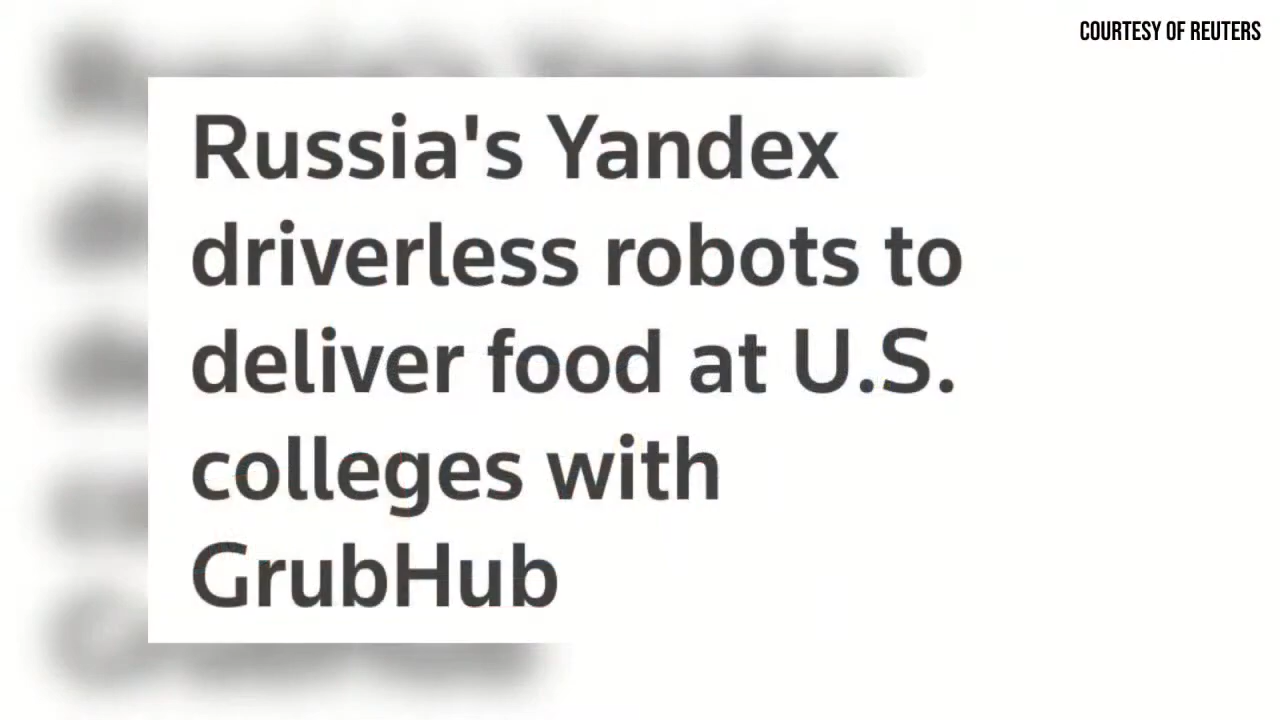 COURTESY OF REUTERS
Russia's Yandex
driverless robots to
deliver food at U.S.
colleges with
GrubHub